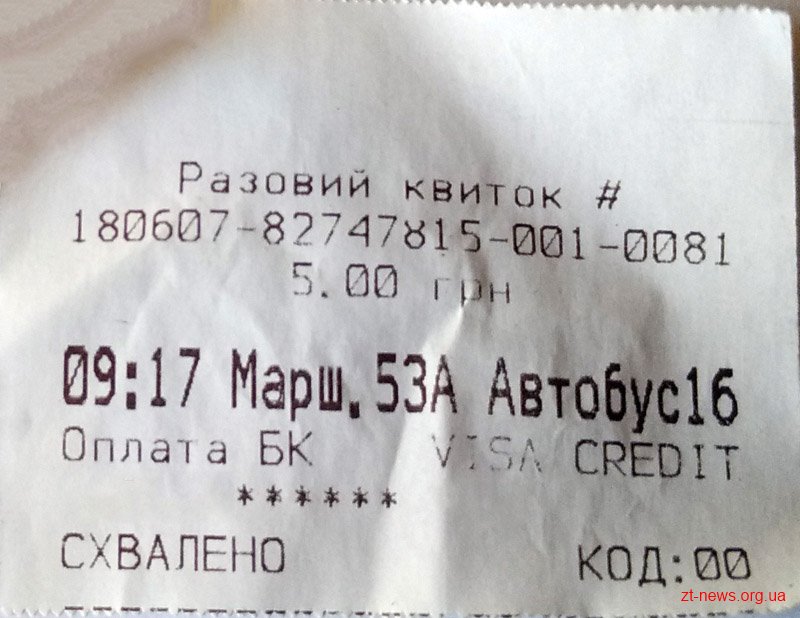 Разовий квиток #
180607-82747815-001-0081
5.00 грн
09:17 Марш.53А Автобус16
Оплата БК VISA CREDIT
******
СХВАЛЕНО КОД:00
zt-news.org.ua